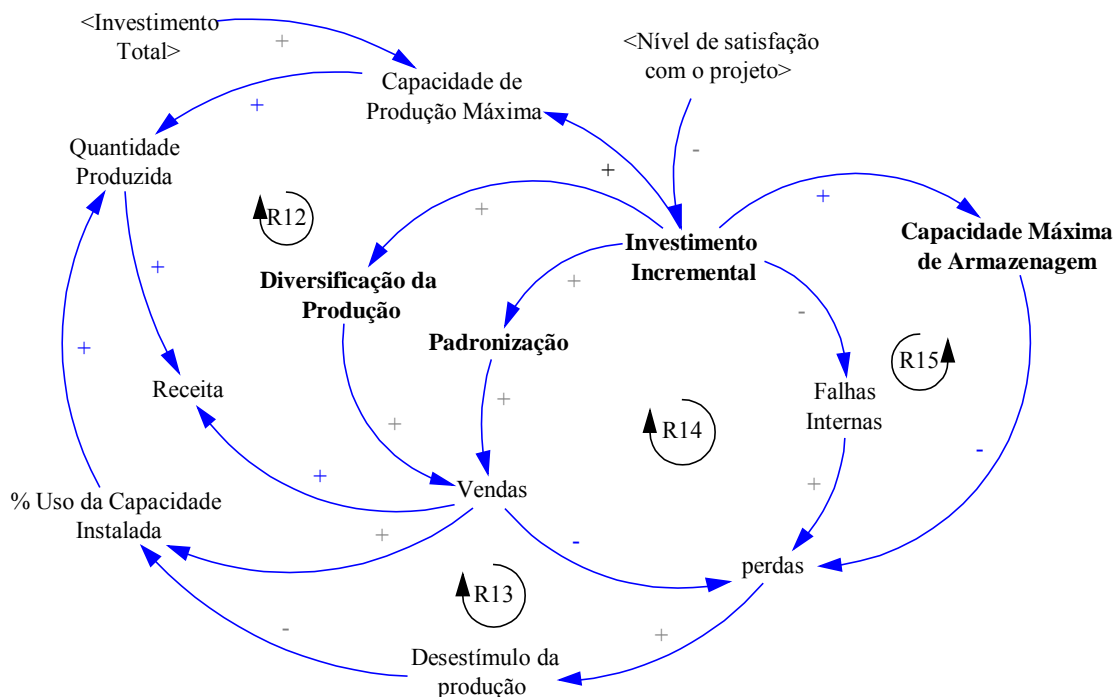 <Investimento
Total>
+
<Nível de satisfação
com o projeto>
Capacidade de
Produção Máxima
+
-
Quantidade
Produzida
+
+
+
R12
Investimento
Incremental
Capacidade Máxima
de Armazenagem
Diversificação da
Produção
+
+
-
Padronização
+
R15
Receita
+
Falhas
Internas
R14
+
-
+
Vendas
+
% Uso da Capacidade
Instalada
+
-
perdas
R13
-
+
Desestímulo da
produção